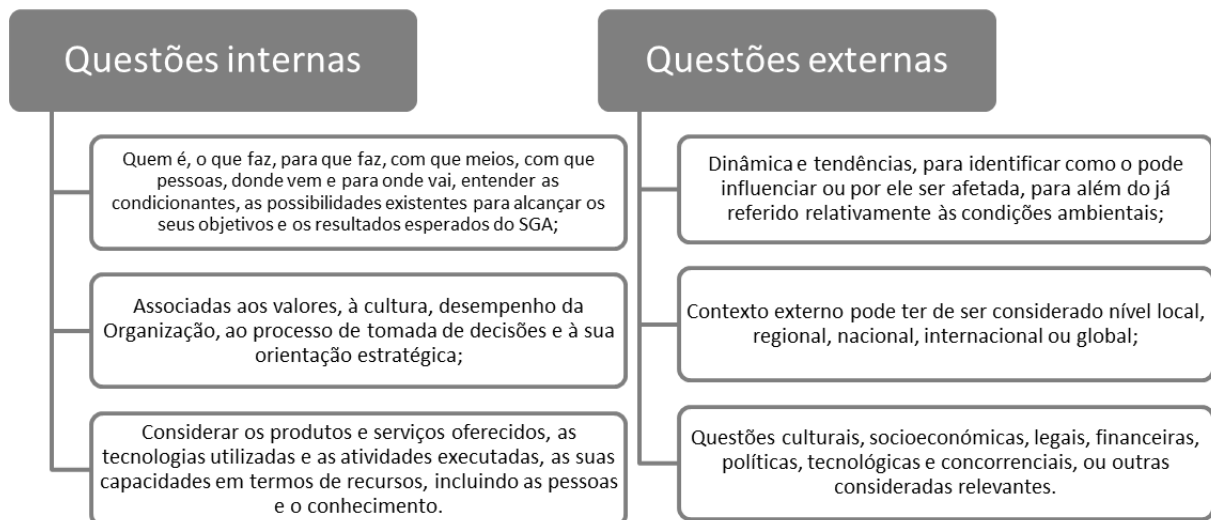 Questões internas
Quem é, o que faz, para que faz, com que meios, com que
pessoas, donde vem e para onde vai, entender as
condicionantes, as possibilidades existentes para alcançar os
seus objetivos e os resultados esperados do SGA;
Associadas aos valores, à cultura, desempenho da
Organização, ao processo de tomada de decisões e à sua
orientação estratégica;
Considerar os produtos e serviços oferecidos, as
tecnologias utilizadas e as atividades executadas, as suas
capacidades em termos de recursos, incluindo as pessoas
e o conhecimento.
Questões externas
Dinâmica e tendências, para identificar como o pode
influenciar ou por ele ser afetada, para além do já
referido relativamente às condições ambientais;
Contexto externo pode ter de ser considerado nível local,
regional, nacional, internacional ou global;
Questões culturais, socioeconómicas, legais, financeiras,
políticas, tecnológicas e concorrenciais, ou outras
consideradas relevantes.